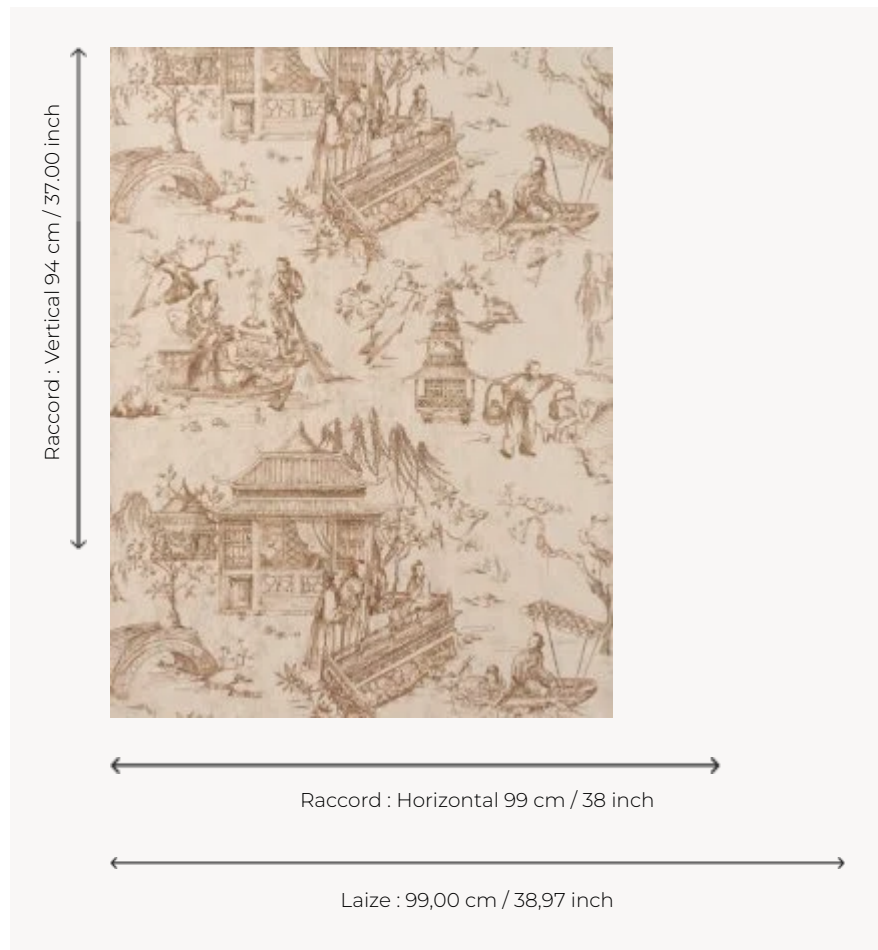 Raccord : Vertical 94 cm / 37.00 inch
Raccord : Horizontal 99 cm / 38 inch
Laize : 99,00 cm / 38,97 inch